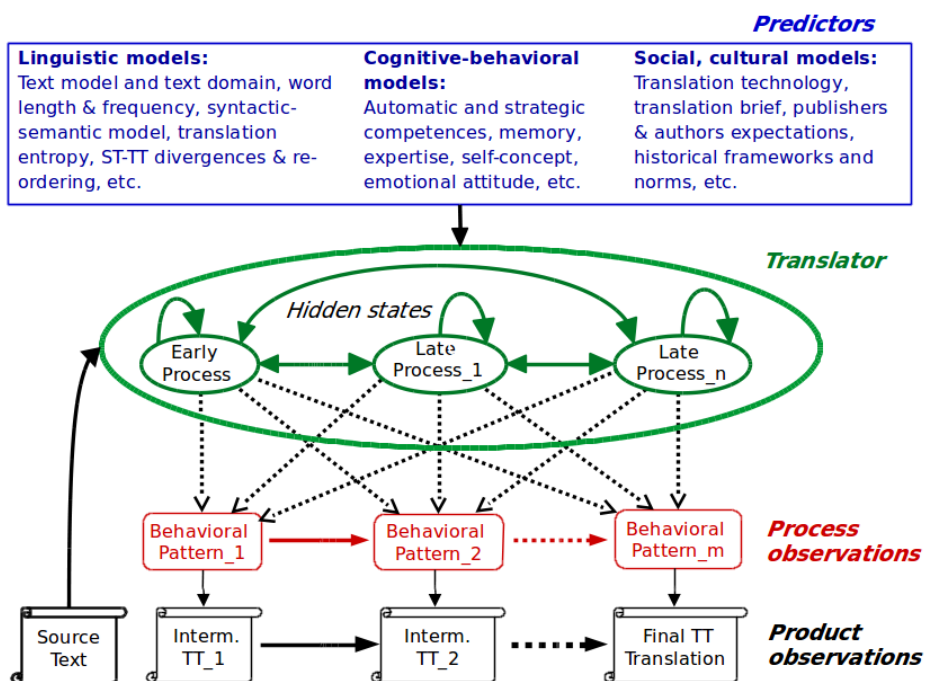 Predictors
Linguistic models:
Text model and text domain, word
length & frequency, syntactic-
semantic model, translation
entropy, ST-TT divergences & re-
ordering, etc.
Cognitive-behavioral
models:
Automatic and strategic
competences, memory,
expertise, self-concept,
emotional attitude, etc.
Social, cultural models:
Translation technology,
translation brief, publishers
& authors expectations,
historical frameworks and
norms, etc.
Translator
Hidden states
Early
Process
Late
Process_1
Late
Process_n
Behavioral
Pattern_1
Behavioral
Pattern_2
Behavioral
Pattern_m
Process
observations
Source
Text
Interm.
TT_1
Interm.
TT_2
Final TT
Translation
Product
observations